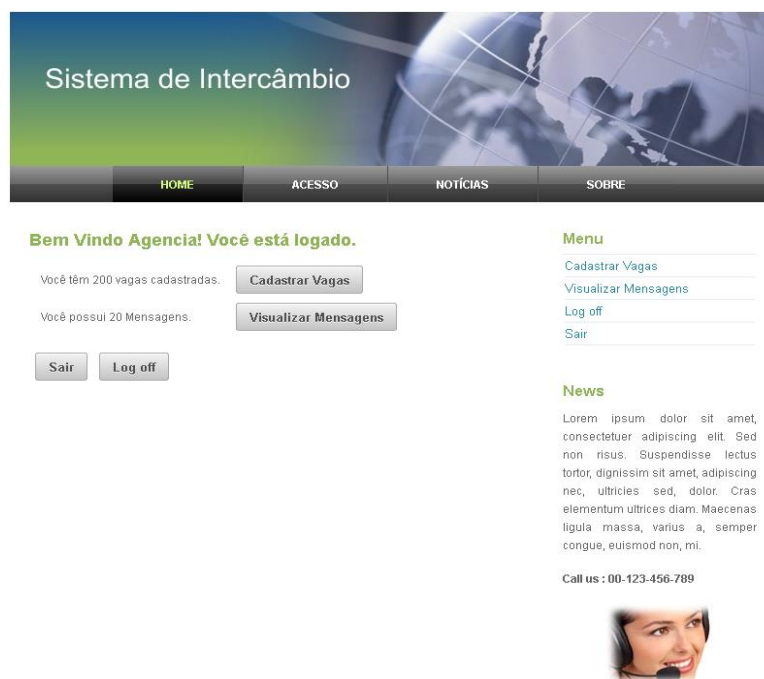 Sistema de Intercâmbio
HOME ACESSO NOTÍCIAS SOBRE
Bem Vindo Agencia! Você está logado.
Você têm 200 vagas cadastradas. Cadastrar Vagas
Você possui 20 Mensagens. Visualizar Mensagens
Sair Log off
Menu
Cadastrar Vagas
Visualizar Mensagens
Log off
Sair
News
Lorem ipsum dolor sit amet,
consectetuer adipiscing elit. Sed
non risus. Suspendisse lectus
tortor, dignissim sit amet, adipiscing
nec, ultricies sed, dolor. Cras
elementum ultrices diam. Maecenas
ligula massa, varius a, semper
congue, euismod non, mi.
Call us : 00-123-456-789